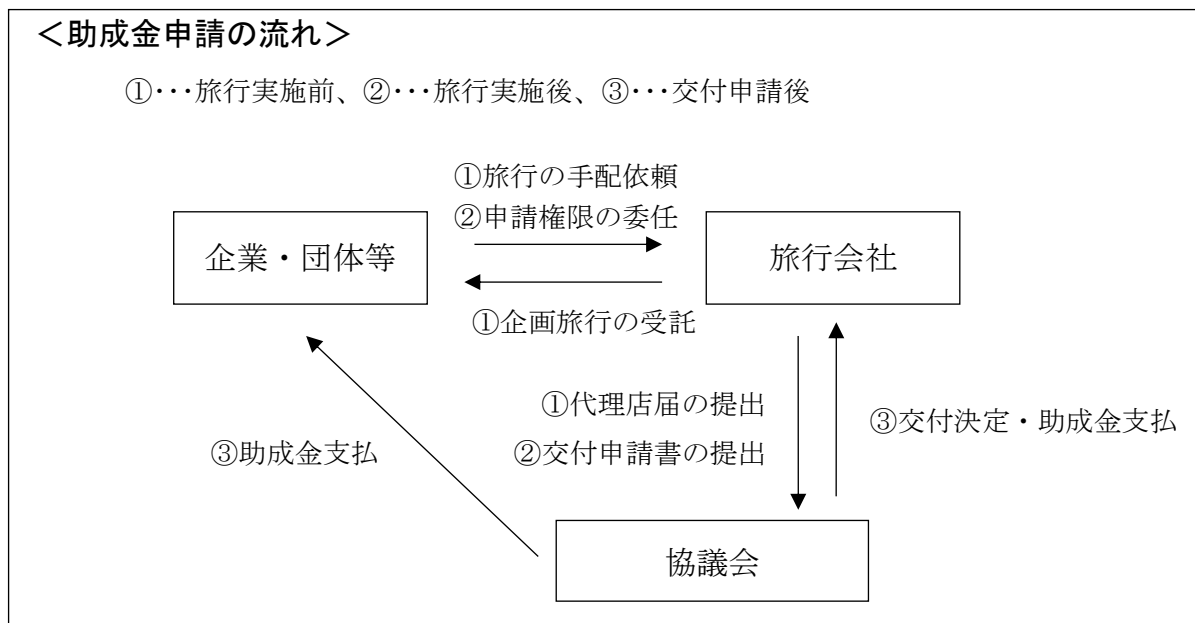 ＜助成金申請の流れ＞
①･･･旅行実施前、②･･･旅行実施後、③･･･交付申請後
①旅行の手配依頼
②申請権限の委任
企業・団体等
旅行会社
①企画旅行の受託
①代理店届の提出
②交付申請書の提出
③交付決定・助成金支払
③助成金支払
協議会